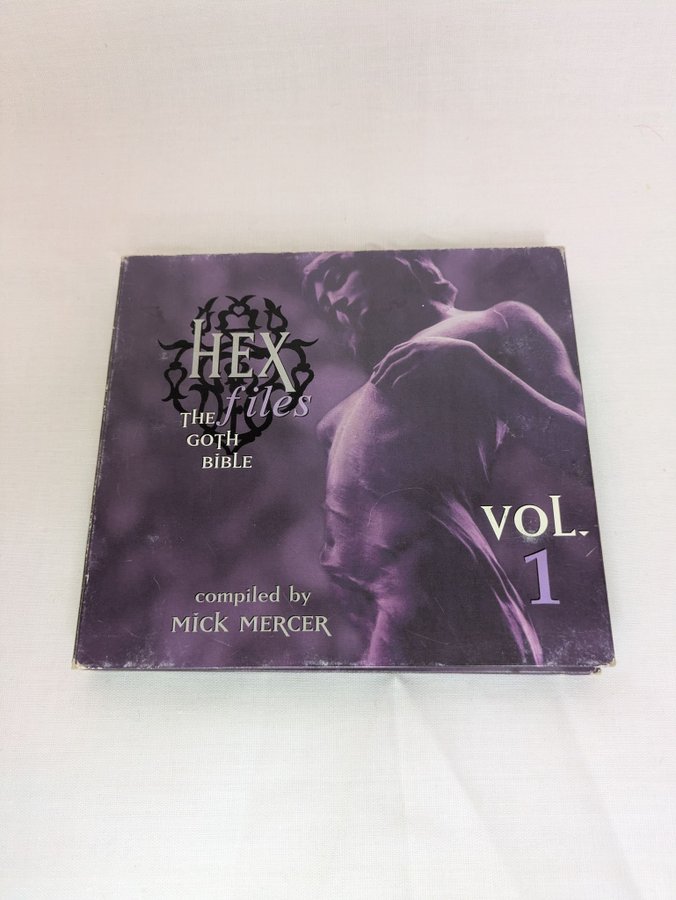 HEX
files
THE
GOTH
BiBLE
VOL.
1
compiled by
MiCK MERCER